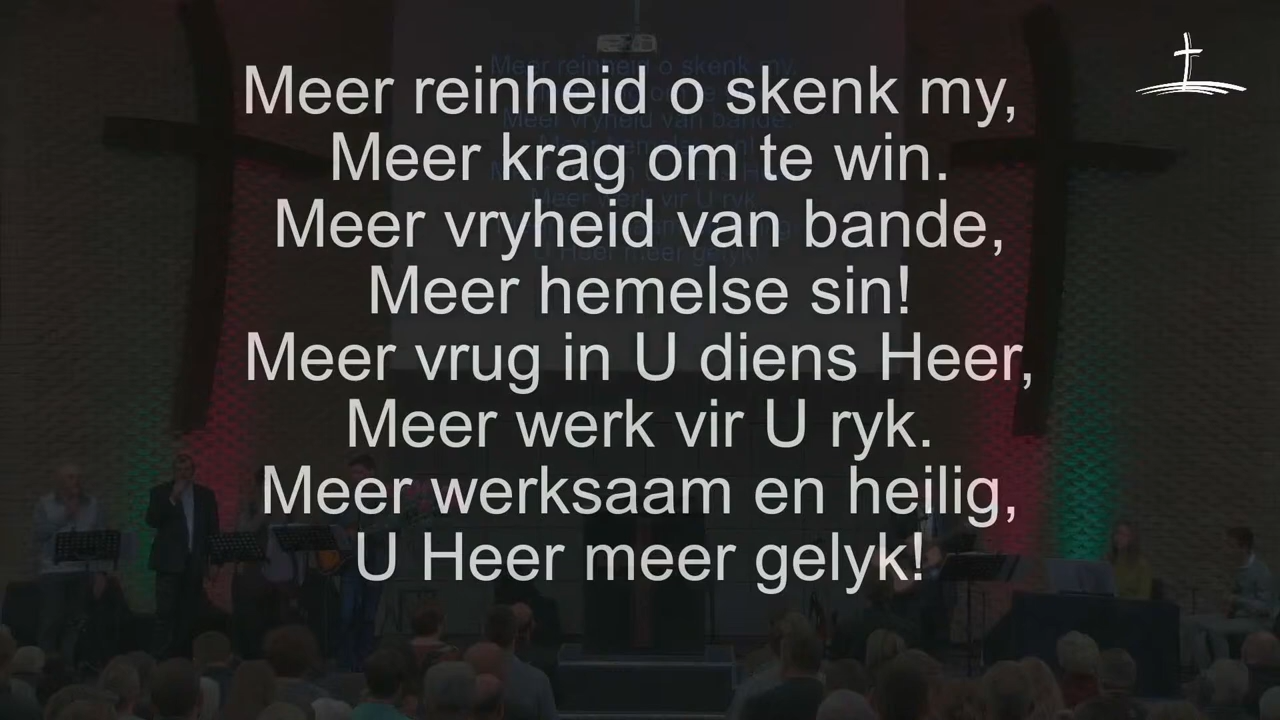 Meer reinheid o skenk my,
Meer krag om te win.
Meer vryheid van bande,
Meer hemelse sin!
Meer vrug in U diens Heer,
Meer werk vir U ryk.
Meer werksaam en heilig,
U Heer meer gelyk!